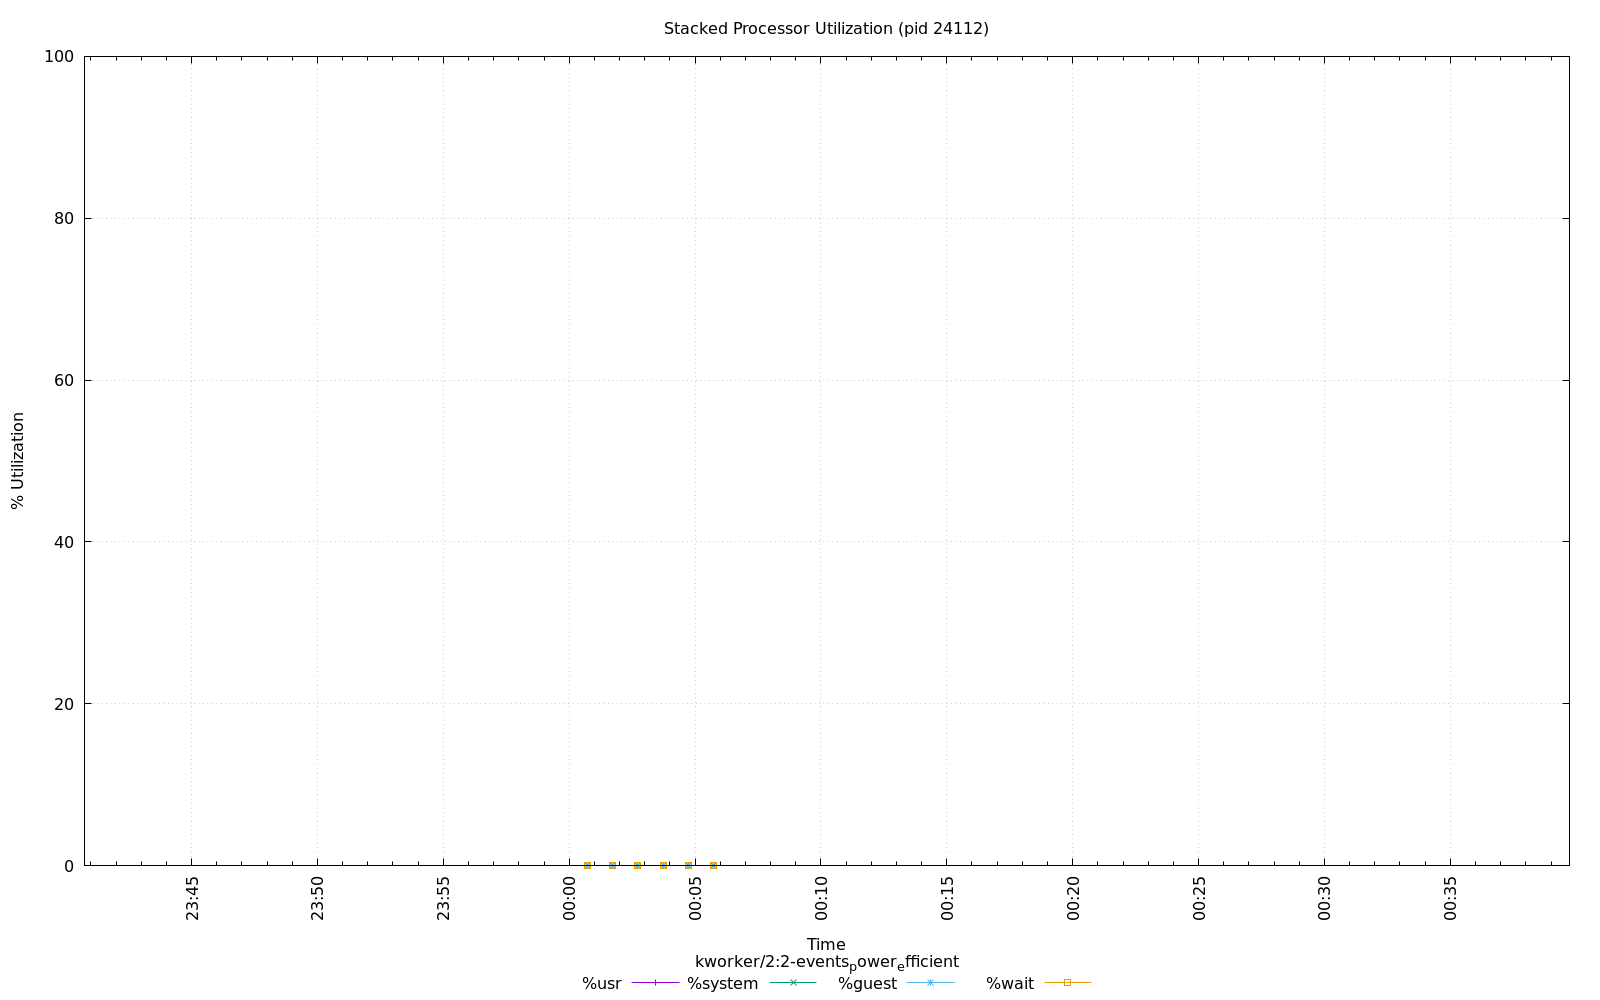 Stacked Processor Utilization (pid 24112)
100
80
60
40
20
0
% Utilization
23:45 23:50 23:55 00:00 00:05 00:10 00:15 00:20 00:25 00:30 00:35
Time
kworker/2:2-events_power_efficient
%usr %system %guest %wait